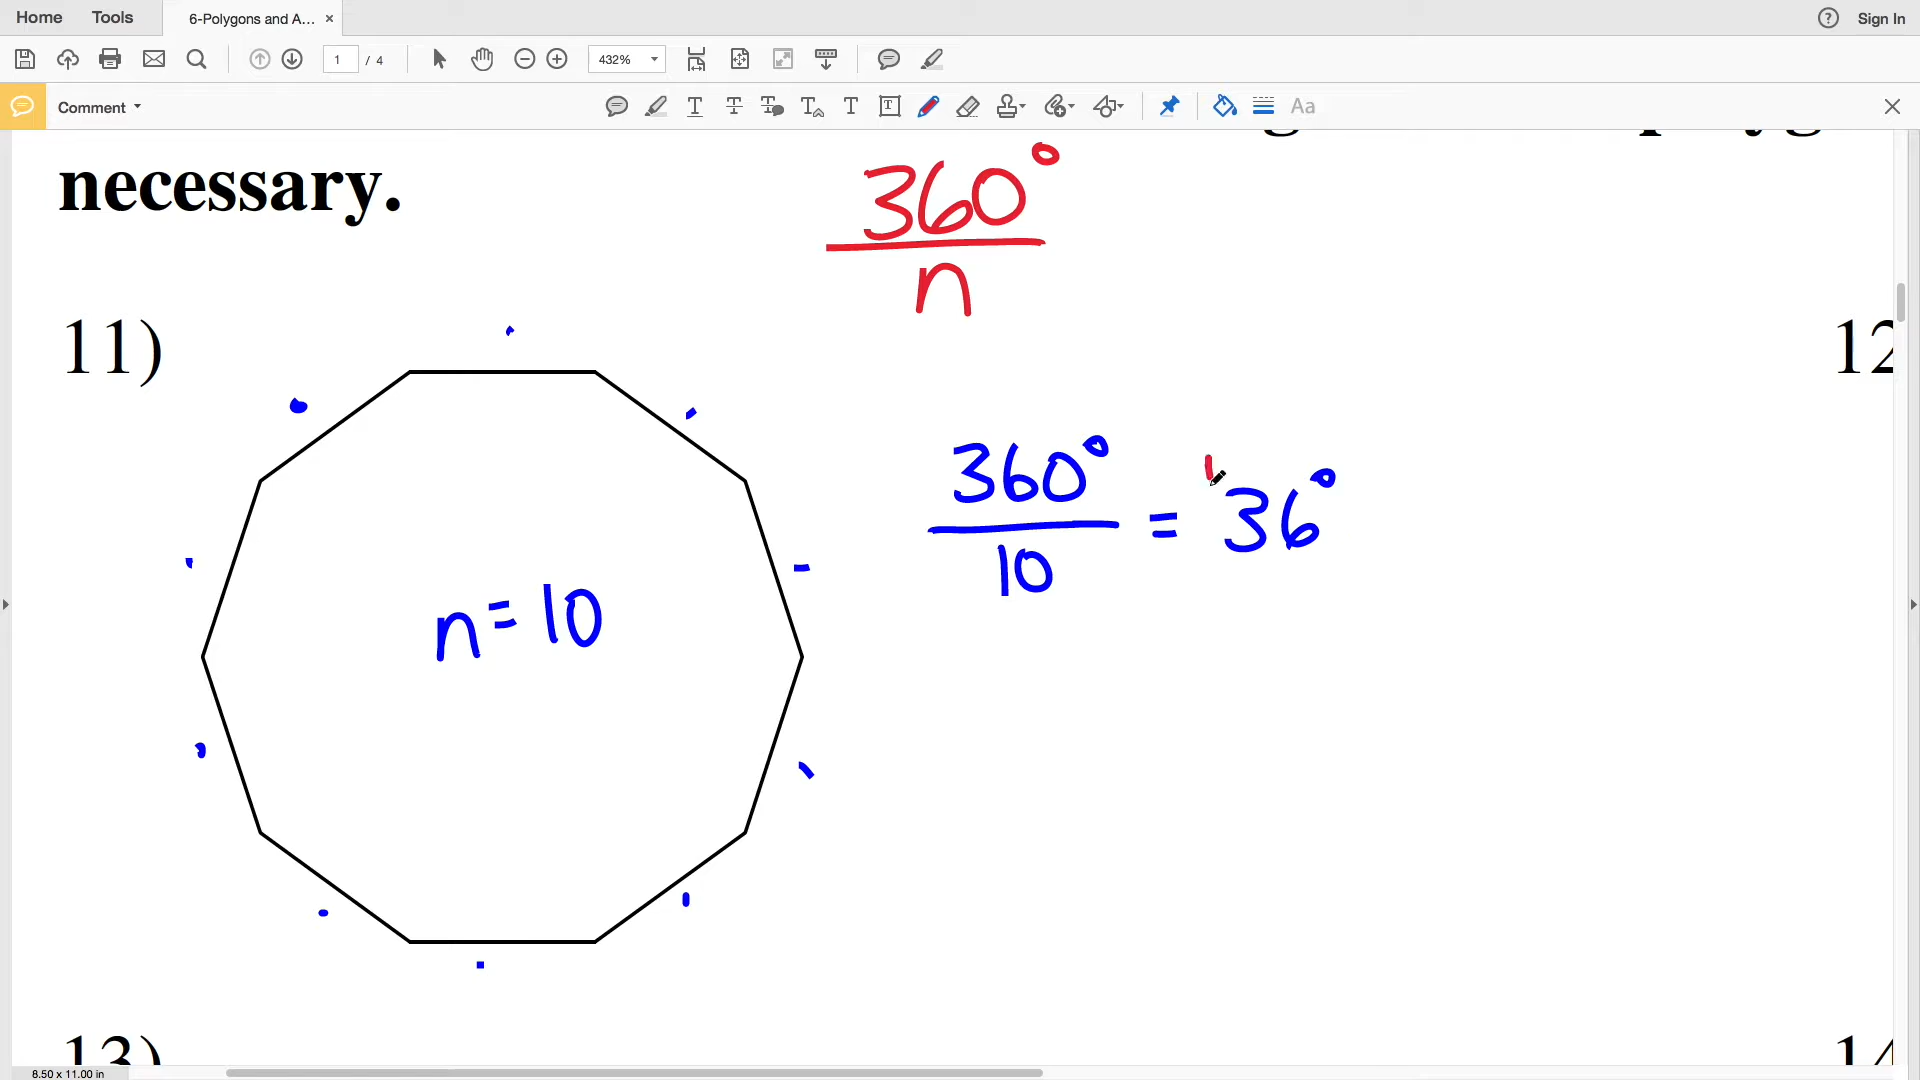 Home Tools 6-Polygons and A... × ? Sign In
1 / 4 432%
Comment T T T T T T Aa
necessary.
360°
n
11)
12
360°
10
= 36°
n = 10
13)
14
8.50 x 11.00 in